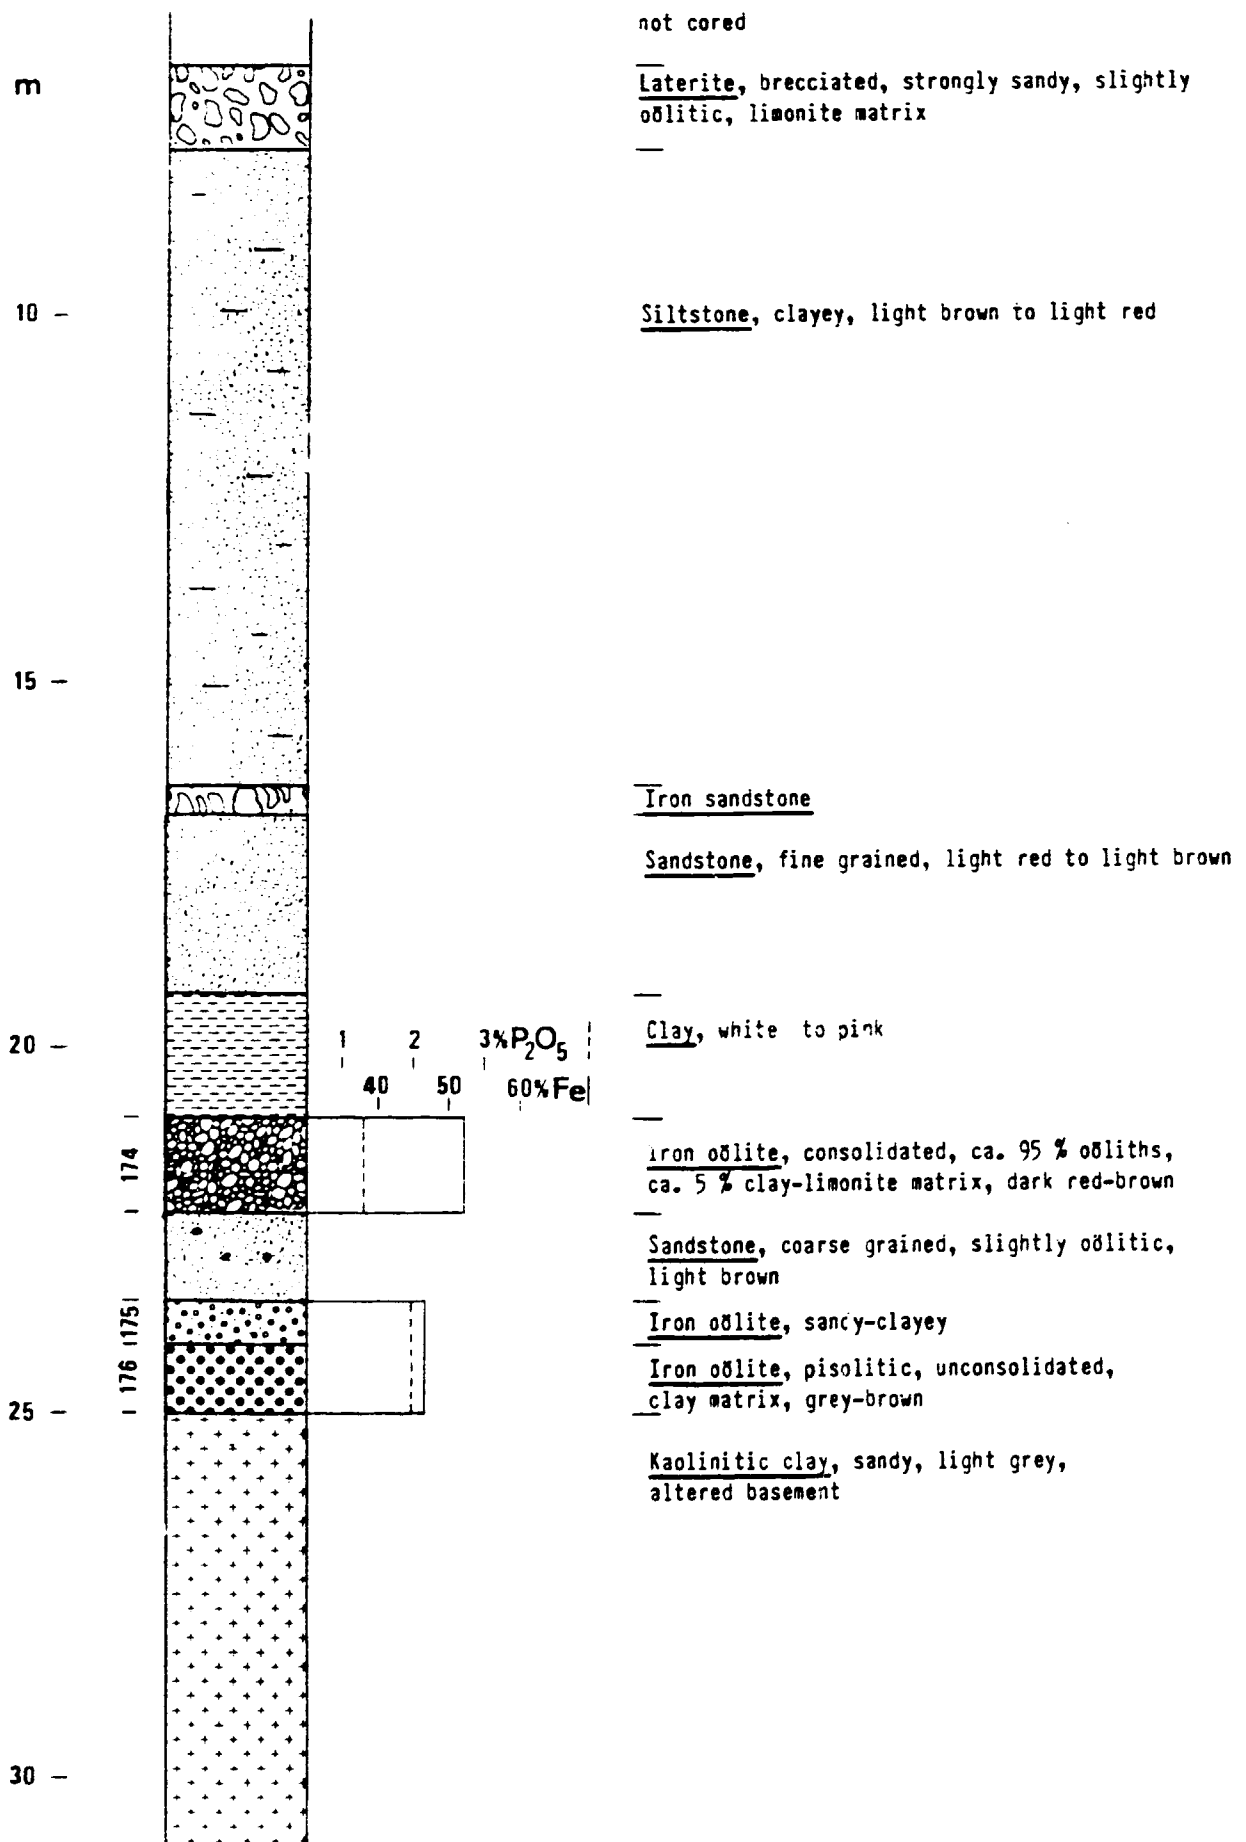 not cored
m
Laterite, brecciated, strongly sandy, slightly
oölitic, limonite matrix
10 – Siltstone, clayey, light brown to light red
15 –
Iron sandstone
Sandstone, fine grained, light red to light brown
20 –
Clay, white to pink
1 2 3% P₂O₅
40 50 60% Fe
174
Iron oölite, consolidated, ca. 95 % oöliths,
ca. 5 % clay-limonite matrix, dark red-brown
Sandstone, coarse grained, slightly oölitic,
light brown
175
Iron oölite, sandy-clayey
176
Iron oölite, pisolitic, unconsolidated,
clay matrix, grey-brown
25 –
Kaolinitic clay, sandy, light grey,
altered basement
30 –